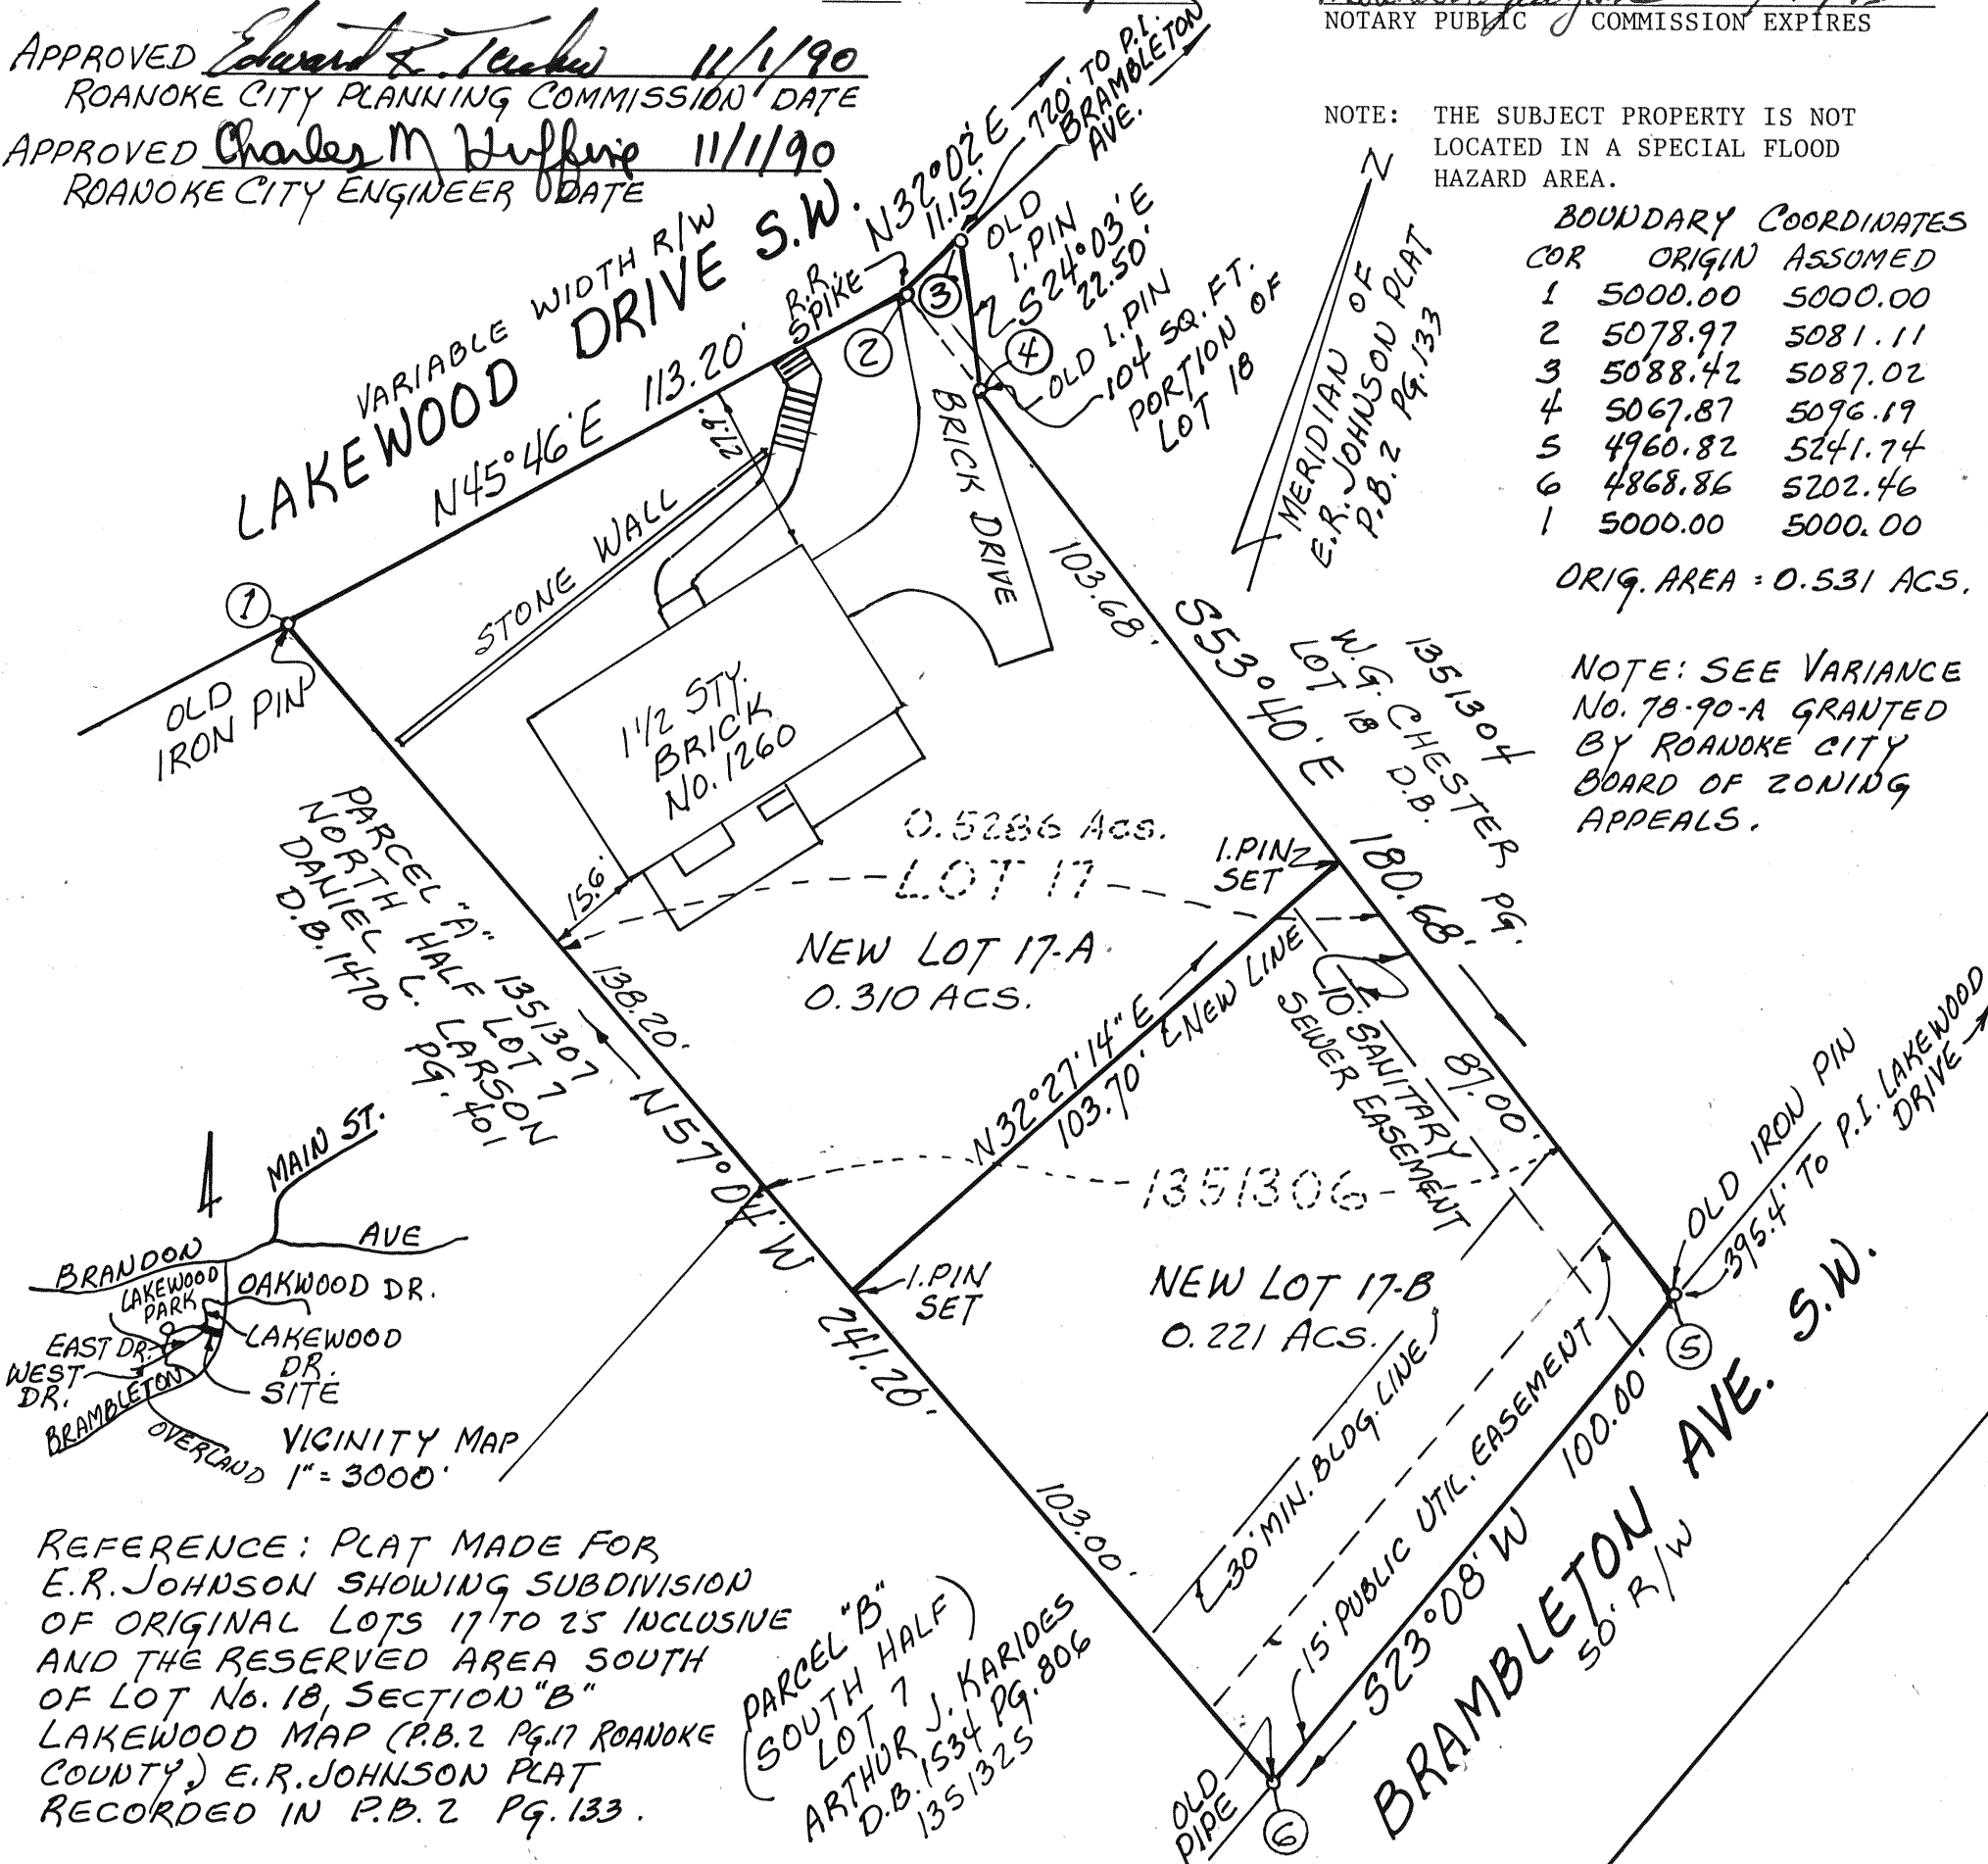 APPROVED Edward R. Tucker 11/1/90
ROANOKE CITY PLANNING COMMISSION DATE
APPROVED Charles M Huffine 11/1/90
ROANOKE CITY ENGINEER DATE
NOTARY PUBLIC COMMISSION EXPIRES
NOTE: THE SUBJECT PROPERTY IS NOT
LOCATED IN A SPECIAL FLOOD
HAZARD AREA.
BOUNDARY COORDINATES
COR ORIGIN ASSUMED
1 5000.00 5000.00
2 5078.97 5081.11
3 5088.42 5087.02
4 5067.87 5096.19
5 4960.82 5241.74
6 4868.86 5202.46
1 5000.00 5000.00
ORIG. AREA = 0.531 ACS.
NOTE: SEE VARIANCE
NO. 78-90-A GRANTED
BY ROANOKE CITY
BOARD OF ZONING
APPEALS.
N
MERIDIAN OF
E.R. JOHNSON PLAT
P.B. 2 PG. 133
VARIABLE WIDTH R/W
LAKEWOOD DRIVE S.W.
N45°46'E 113.20'
R.R.
SPIKE
N32°02'E
11.15'
720' TO P.I.
BRAMBLETON
AVE.
OLD
I.PIN
S24°03'E
22.50'
OLD I.PIN
104 SQ. FT.
PORTION OF
LOT 18
1
2
3
4
OLD
IRON PIN
STONE WALL
27.9'
BRICK DRIVE
1 1/2 STY.
BRICK
NO. 1260
15.6'
103.68'
S53°40'E
180.68'
1351304
W.G. CHESTER
LOT 18 D.B. PG.
0.5286 Acs.
LOT 17
I.PIN
SET
NEW LOT 17-A
0.310 ACS.
PARCEL "A" 1351307
NORTH HALF LOT 7
DANIEL L. LARSON
D.B. 1470 PG. 401
138.20'
N57°04'W
241.20'
N32°27'14"E
103.70' NEW LINE
10' SANITARY
SEWER EASEMENT
87.00'
1351306
I.PIN
SET
NEW LOT 17-B
0.221 ACS.
OLD IRON PIN
395.4' TO P.I. LAKEWOOD
DRIVE
5
103.00'
30' MIN. BLDG. LINE
15' PUBLIC UTIL. EASEMENT
S23°08'W 100.00'
BRAMBLETON AVE. S.W.
50' R/W
OLD
PIPE
6
PARCEL "B"
(SOUTH HALF)
LOT 7
ARTHUR J. KARIDES
D.B. 1534 PG. 806
1351325
MAIN ST.
BRANDON AVE
LAKEWOOD
PARK
OAKWOOD DR.
EAST DR.
WEST
DR.
LAKEWOOD
DR.
SITE
BRAMBLETON
OVERLAND
VICINITY MAP
1" = 3000'
REFERENCE: PLAT MADE FOR
E.R. JOHNSON SHOWING SUBDIVISION
OF ORIGINAL LOTS 17 TO 25 INCLUSIVE
AND THE RESERVED AREA SOUTH
OF LOT No. 18, SECTION "B"
LAKEWOOD MAP (P.B. 2 PG. 17 ROANOKE
COUNTY) E.R. JOHNSON PLAT
RECORDED IN P.B. 2 PG. 133.